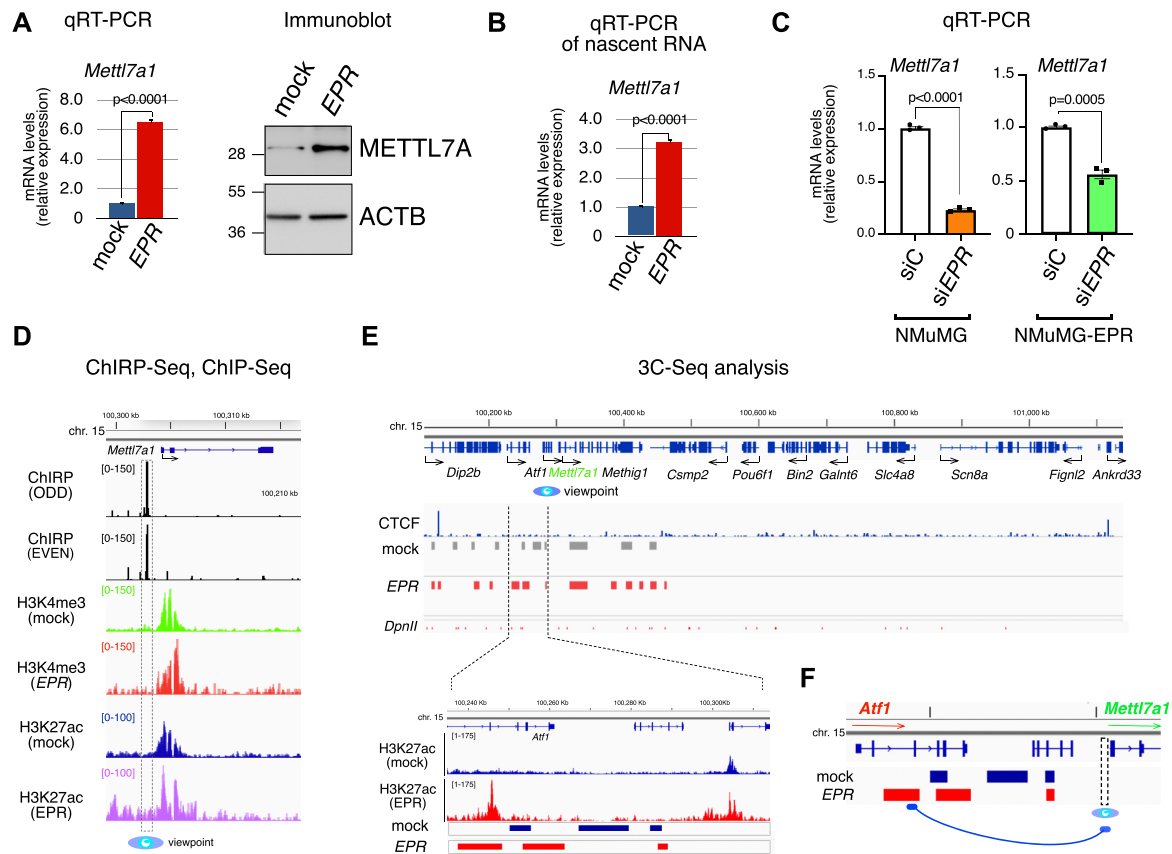 A
qRT-PCR
Immunoblot
Mettl7a1
8.0
6.0
4.0
2.0
0
p<0.0001
mRNA levels
(relative expression)
mock
EPR
mock
EPR
28
METTL7A
55
36
ACTB
B
qRT-PCR
of nascent RNA
Mettl7a1
4.0
3.0
2.0
1.0
0
p<0.0001
mRNA levels
(relative expression)
mock
EPR
C
qRT-PCR
Mettl7a1
1.5
1.0
0.5
0.0
p<0.0001
mRNA levels
(relative expression)
siC
siEPR
NMuMG
Mettl7a1
1.5
1.0
0.5
0
p=0.0005
siC
siEPR
NMuMG-EPR
D
ChIRP-Seq, ChIP-Seq
100,300 kb
100,310 kb
chr. 15
Mettl7a1
ChIRP
(ODD)
[0-150]
100,210 kb
ChIRP
(EVEN)
[0-150]
H3K4me3
(mock)
[0-150]
H3K4me3
(EPR)
[0-150]
H3K27ac
(mock)
[0-100]
H3K27ac
(EPR)
[0-100]
viewpoint
E
3C-Seq analysis
100,200 kb
100,400 kb
100,600 kb
100,800 kb
101,000 kb
chr. 15
Dip2b
Atf1
Mettl7a1
Methig1
Csmp2
Pou6f1
Bin2
Galnt6
Slc4a8
Scn8a
Fignl2
Ankrd33
viewpoint
CTCF
mock
EPR
DpnII
100,240 kb
100,260 kb
100,280 kb
100,300 kb
chr. 15
Atf1
H3K27ac
(mock)
[1-175]
H3K27ac
(EPR)
[1-175]
mock
EPR
F
Atf1
Mettl7a1
chr. 15
mock
EPR